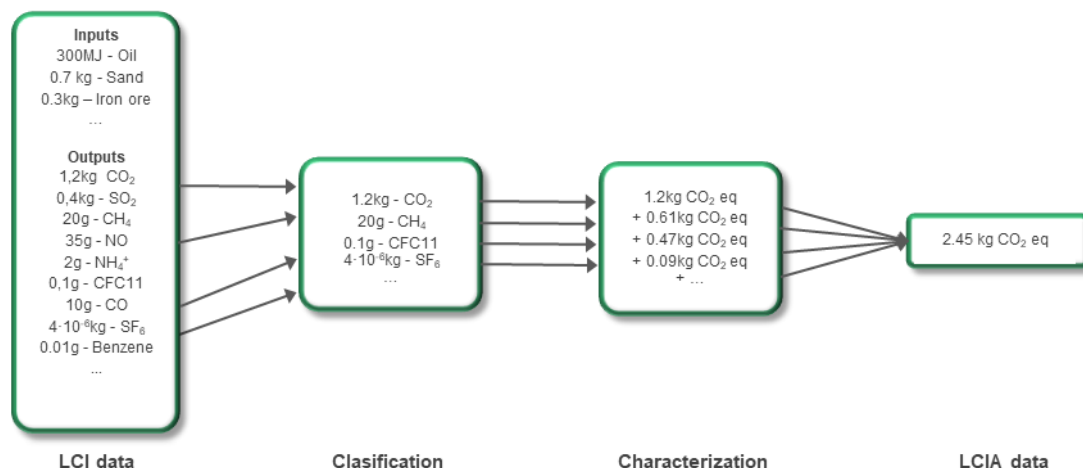 Inputs
300MJ - Oil
0.7 kg - Sand
0.3kg – Iron ore
...
Outputs
1,2kg CO₂
0,4kg - SO₂
20g - CH₄
35g - NO
2g - NH₄⁺
0,1g - CFC11
10g - CO
4·10⁻⁶kg - SF₆
0.01g - Benzene
...
LCI data
1.2kg - CO₂
20g - CH₄
0.1g - CFC11
4·10⁻⁶kg - SF₆
...
Clasification
1.2kg CO₂ eq
+ 0.61kg CO₂ eq
+ 0.47kg CO₂ eq
+ 0.09kg CO₂ eq
+ ...
Characterization
2.45 kg CO₂ eq
LCIA data